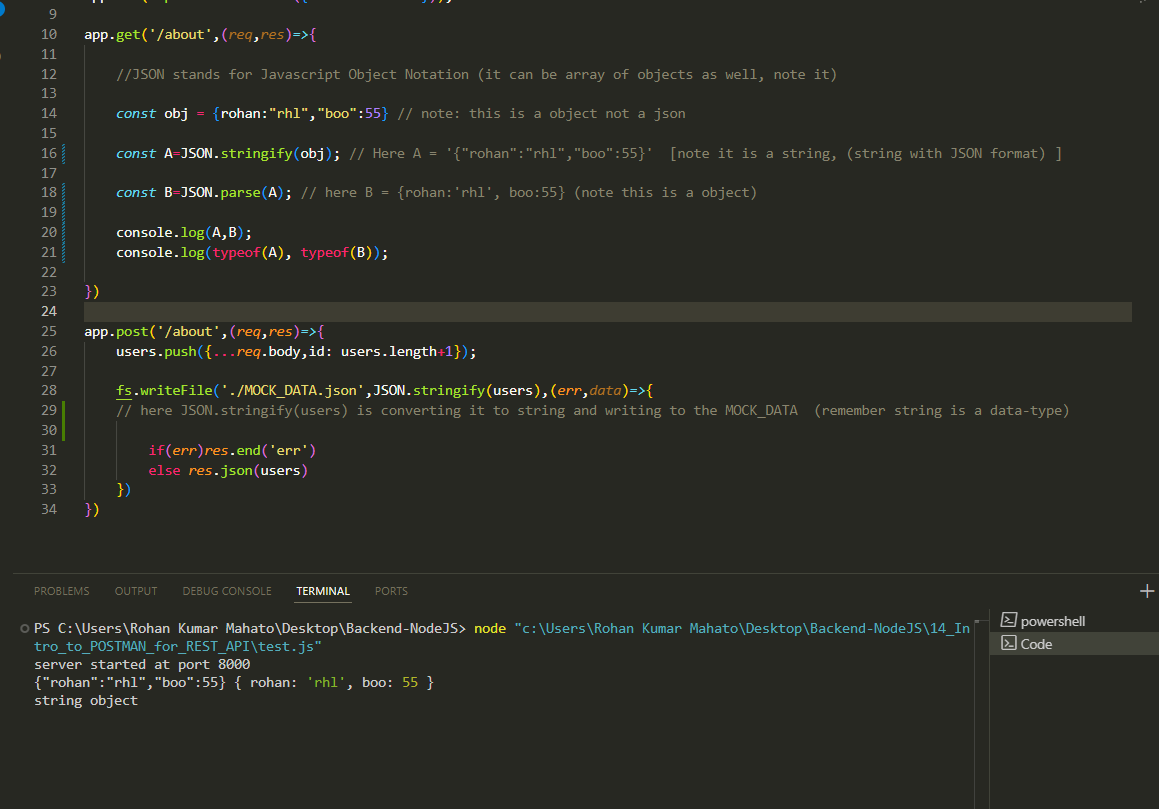 9
10 app.get('/about',(req,res)=>{
11
12 //JSON stands for Javascript Object Notation (it can be array of objects as well, note it)
13
14 const obj = {rohan:"rhl","boo":55} // note: this is a object not a json
15
16 const A=JSON.stringify(obj); // Here A = '{"rohan":"rhl","boo":55}'  [note it is a string, (string with JSON format) ]
17
18 const B=JSON.parse(A); // here B = {rohan:'rhl', boo:55} (note this is a object)
19
20 console.log(A,B);
21 console.log(typeof(A), typeof(B));
22
23 })
24
25 app.post('/about',(req,res)=>{
26 users.push({...req.body,id: users.length+1});
27
28 fs.writeFile('./MOCK_DATA.json',JSON.stringify(users),(err,data)=>{
29 // here JSON.stringify(users) is converting it to string and writing to the MOCK_DATA  (remember string is a data-type)
30
31 if(err)res.end('err')
32 else res.json(users)
33 })
34 })
PROBLEMS OUTPUT DEBUG CONSOLE TERMINAL PORTS
PS C:\Users\Rohan Kumar Mahato\Desktop\Backend-NodeJS> node "c:\Users\Rohan Kumar Mahato\Desktop\Backend-NodeJS\14_In
tro_to_POSTMAN_for_REST_API\test.js"
server started at port 8000
{"rohan":"rhl","boo":55} { rohan: 'rhl', boo: 55 }
string object
powershell
Code